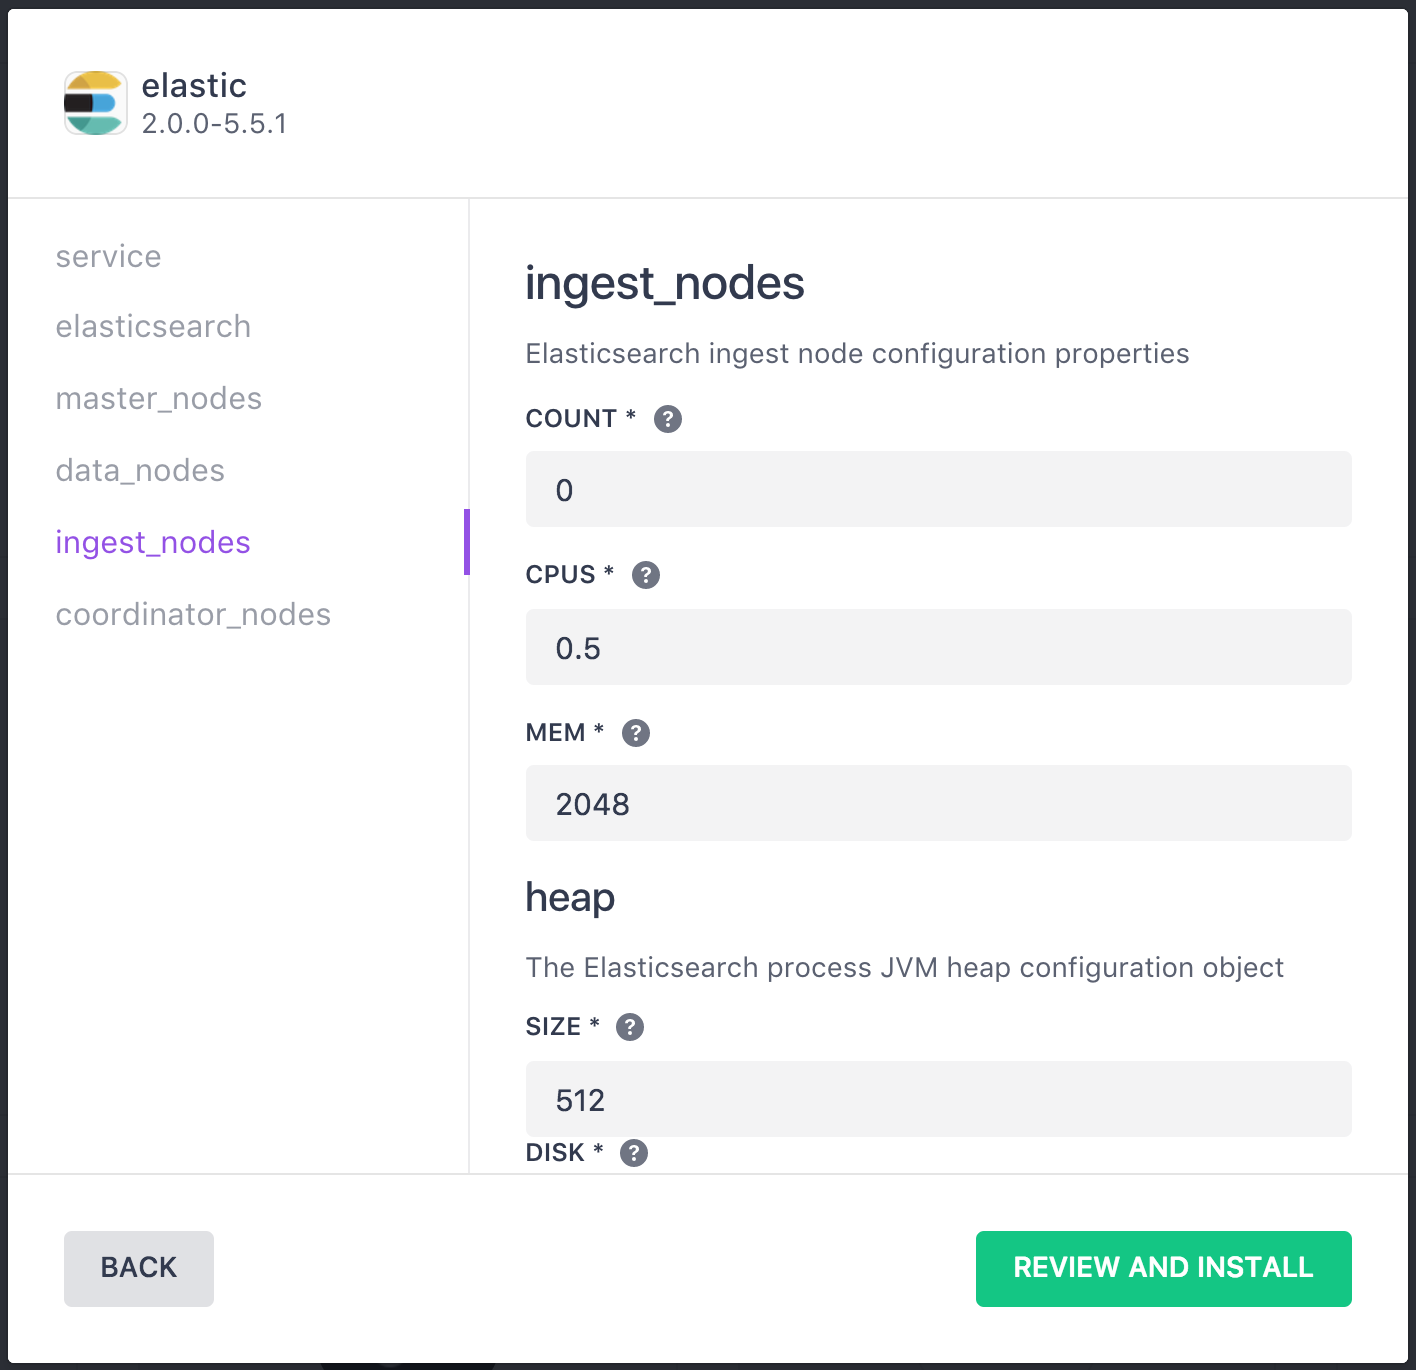 elastic
2.0.0-5.5.1
service
elasticsearch
master_nodes
data_nodes
ingest_nodes
coordinator_nodes
ingest_nodes
Elasticsearch ingest node configuration properties
COUNT * ?
0
CPUS * ?
0.5
MEM * ?
2048
heap
The Elasticsearch process JVM heap configuration object
SIZE * ?
512
DISK * ?
BACK
REVIEW AND INSTALL